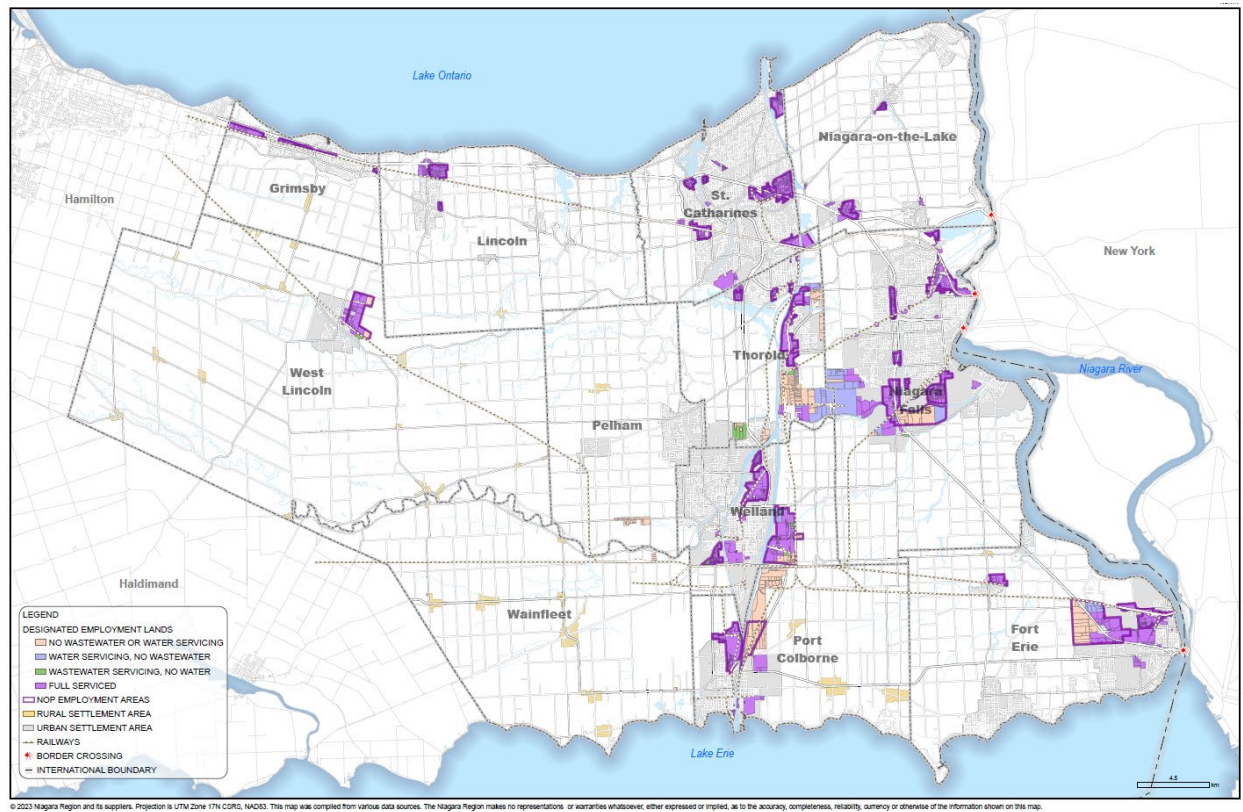 Lake Ontario
Niagara-on-the-Lake
Grimsby
Hamilton
St.
Catharines
Lincoln
New York
Thorold
West
Lincoln
Niagara
Falls
Niagara River
Pelham
Welland
Haldimand
Wainfleet
Port
Colborne
Fort
Erie
Lake Erie
LEGEND
DESIGNATED EMPLOYMENT LANDS
NO WASTEWATER OR WATER SERVICING
WATER SERVICING, NO WASTEWATER
WASTEWATER SERVICING, NO WATER
FULL SERVICED
NOP EMPLOYMENT AREAS
RURAL SETTLEMENT AREA
URBAN SETTLEMENT AREA
RAILWAYS
BORDER CROSSING
INTERNATIONAL BOUNDARY
4.5
km
© 2023 Niagara Region and its suppliers. Projection is UTM Zone 17N CSRS, NAD83. This map was compiled from various data sources. The Niagara Region makes no representations or warranties whatsoever, either expressed or implied, as to the accuracy, completeness, reliability, currency or otherwise of the information shown on this map.